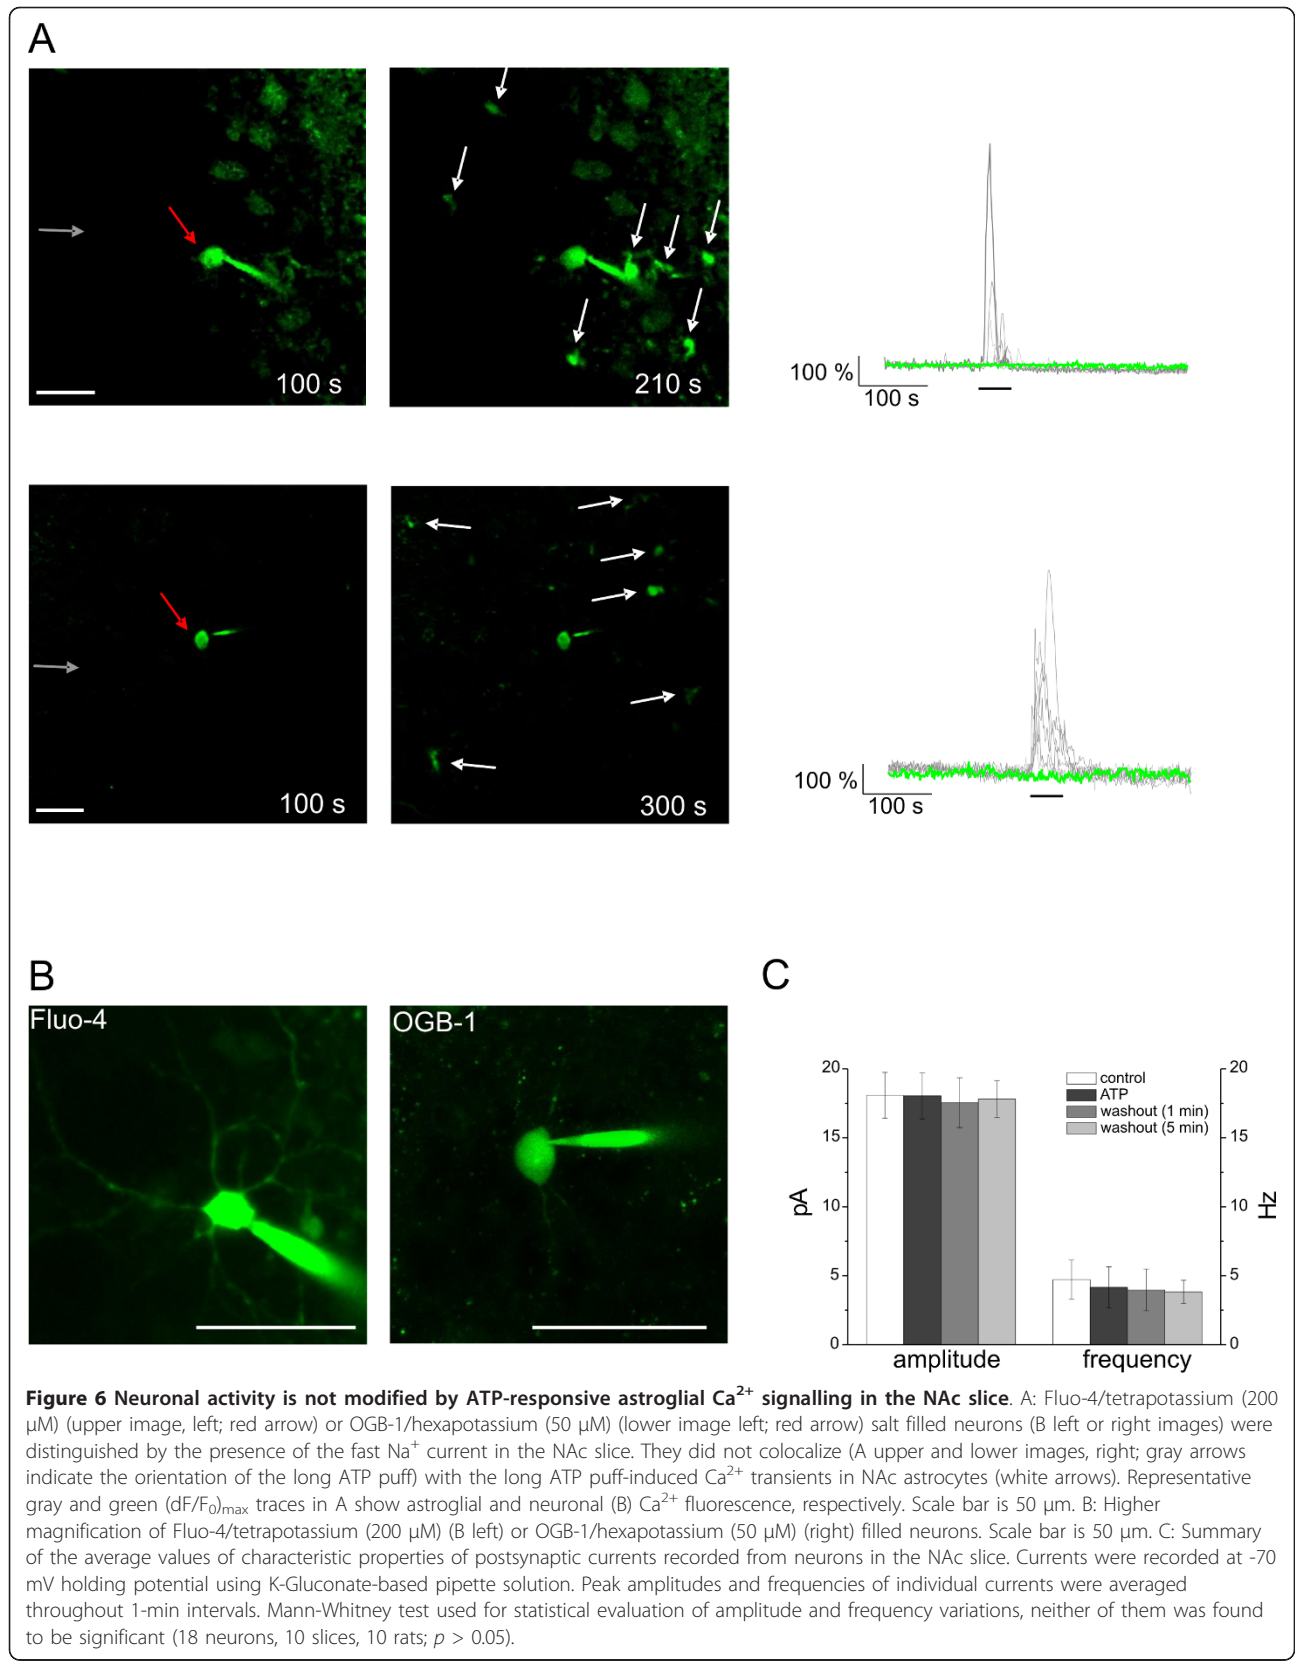 A
100 s
210 s
100 %
100 s
100 s
300 s
100 %
100 s
B
Fluo-4
OGB-1
C
20
15
10
5
0
pA
control
ATP
washout (1 min)
washout (5 min)
20
15
10
5
0
Hz
amplitude
frequency
Figure 6 Neuronal activity is not modified by ATP-responsive astroglial Ca2+ signalling in the NAc slice. A: Fluo-4/tetrapotassium (200
μM) (upper image, left; red arrow) or OGB-1/hexapotassium (50 μM) (lower image left; red arrow) salt filled neurons (B left or right images) were
distinguished by the presence of the fast Na+ current in the NAc slice. They did not colocalize (A upper and lower images, right; gray arrows
indicate the orientation of the long ATP puff) with the long ATP puff-induced Ca2+ transients in NAc astrocytes (white arrows). Representative
gray and green (dF/F0)max traces in A show astroglial and neuronal (B) Ca2+ fluorescence, respectively. Scale bar is 50 μm. B: Higher
magnification of Fluo-4/tetrapotassium (200 μM) (B left) or OGB-1/hexapotassium (50 μM) (right) filled neurons. Scale bar is 50 μm. C: Summary
of the average values of characteristic properties of postsynaptic currents recorded from neurons in the NAc slice. Currents were recorded at -70
mV holding potential using K-Gluconate-based pipette solution. Peak amplitudes and frequencies of individual currents were averaged
throughout 1-min intervals. Mann-Whitney test used for statistical evaluation of amplitude and frequency variations, neither of them was found
to be significant (18 neurons, 10 slices, 10 rats; p > 0.05).